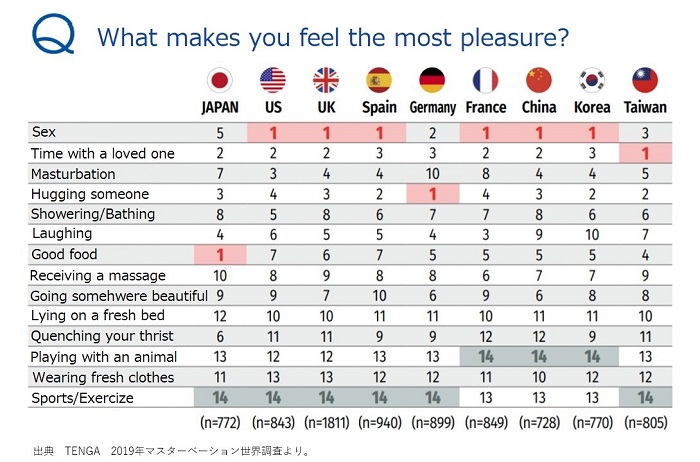 Q What makes you feel the most pleasure?
JAPAN US UK Spain Germany France China Korea Taiwan
Sex 5 1 1 1 2 1 1 1 3
Time with a loved one 2 2 2 3 3 2 2 3 1
Masturbation 7 3 4 4 10 8 4 4 5
Hugging someone 3 4 3 2 1 4 3 2 2
Showering/Bathing 8 5 8 6 7 7 8 6 6
Laughing 4 6 5 5 4 3 9 10 7
Good food 1 7 6 7 5 5 5 5 4
Receiving a massage 10 8 9 8 8 6 7 7 9
Going somehwere beautiful 9 9 7 10 6 9 6 8 8
Lying on a fresh bed 12 10 10 11 11 10 11 11 10
Quenching your thrist 6 11 11 9 9 12 12 9 11
Playing with an animal 13 12 12 13 13 14 14 14 13
Wearing fresh clothes 11 13 13 12 12 11 10 12 12
Sports/Exercize 14 14 14 14 14 13 13 13 14
(n=772) (n=843) (n=1811) (n=940) (n=899) (n=849) (n=728) (n=770) (n=805)
出典 TENGA 2019年マスターベーション世界調査より。